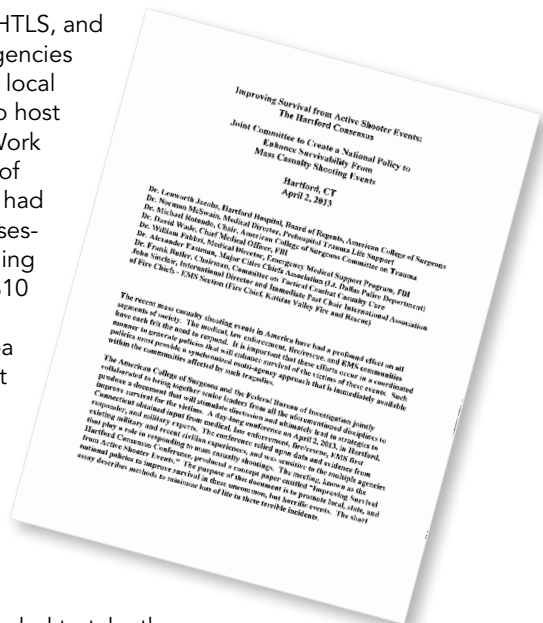 HTLS, and
gencies
local
o host
Work
of
had
ses-
ing
10
a
t
Improving Survival from Active Shooter Events:
The Hartford Consensus
Joint Committee to Create a National Policy to
Enhance Survivability From
Mass Casualty Shooting Events
Hartford, CT
April 2, 2013
Dr. Lenworth Jacobs, Hartford Hospital, Board of Regents, American College of Surgeons
Dr. Norman McSwain, Medical Director, Prehospital Trauma Life Support
Dr. Michael Rotondo, Chair, American College of Surgeons Committee on Trauma
Dr. David Wade, Chief Medical Officer, FBI
Dr. William Fabbri, Medical Director, Emergency Medical Support Program, FBI
Dr. Alexander Eastman, Major Cities Chiefs Association (Lt. Dallas Police Department)
Dr. Frank Butler, Chairman, Committee on Tactical Combat Casualty Care
John Sinclair, International Director and Immediate Past Chair International Association
of Fire Chiefs - EMS Section (Fire Chief, Kittitas Valley Fire and Rescue)
The recent mass casualty shooting events in America have had a profound effect on all
segments of society. The medical, law enforcement, fire/rescue, and EMS communities
have each felt the need to respond. It is important that these efforts occur in a coordinated
manner to generate policies that will enhance survival of the victims of these events. Such
policies must provide a synchronized multi-agency approach that is immediately available
within the communities affected by such tragedies.
The American College of Surgeons and the Federal Bureau of Investigation jointly
collaborated to bring together senior leaders from all the aforementioned disciplines to
produce a document that will stimulate discussion and ultimately lead to strategies to
improve survival for the victims. A day-long conference on April 2, 2013, in Hartford,
Connecticut obtained input from medical, law enforcement, fire/rescue, EMS first
responder, and military experts. The conference relied upon data and evidence from
existing military and recent civilian experiences, and was sensitive to the multiple agencies
that play a role in responding to mass casualty shootings. The meeting, known as the
Hartford Consensus Conference, produced a concept paper entitled "Improving Survival
from Active Shooter Events." The purpose of this document is to promote local, state, and
national policies to improve survival in these uncommon, but horrific events. The short
essay describes methods to minimize loss of life in these terrible incidents.